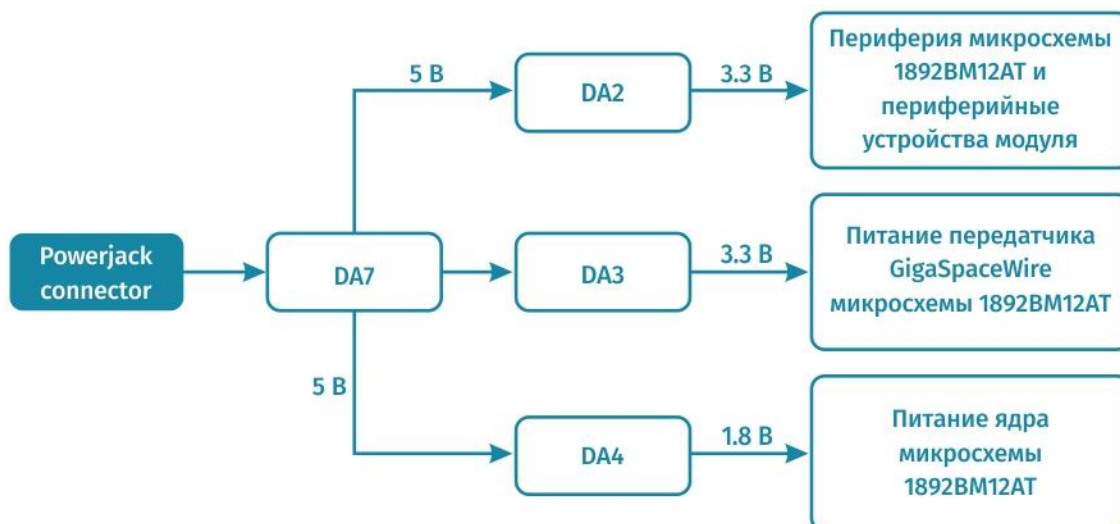 5 В
DA2
3.3 В
Периферия микросхемы
1892ВМ12АТ и
периферийные
устройства модуля
Powerjack
connector
DA7
DA3
3.3 В
Питание передатчика
GigaSpaceWire
микросхемы 1892ВМ12АТ
5 В
DA4
1.8 В
Питание ядра
микросхемы
1892ВМ12АТ